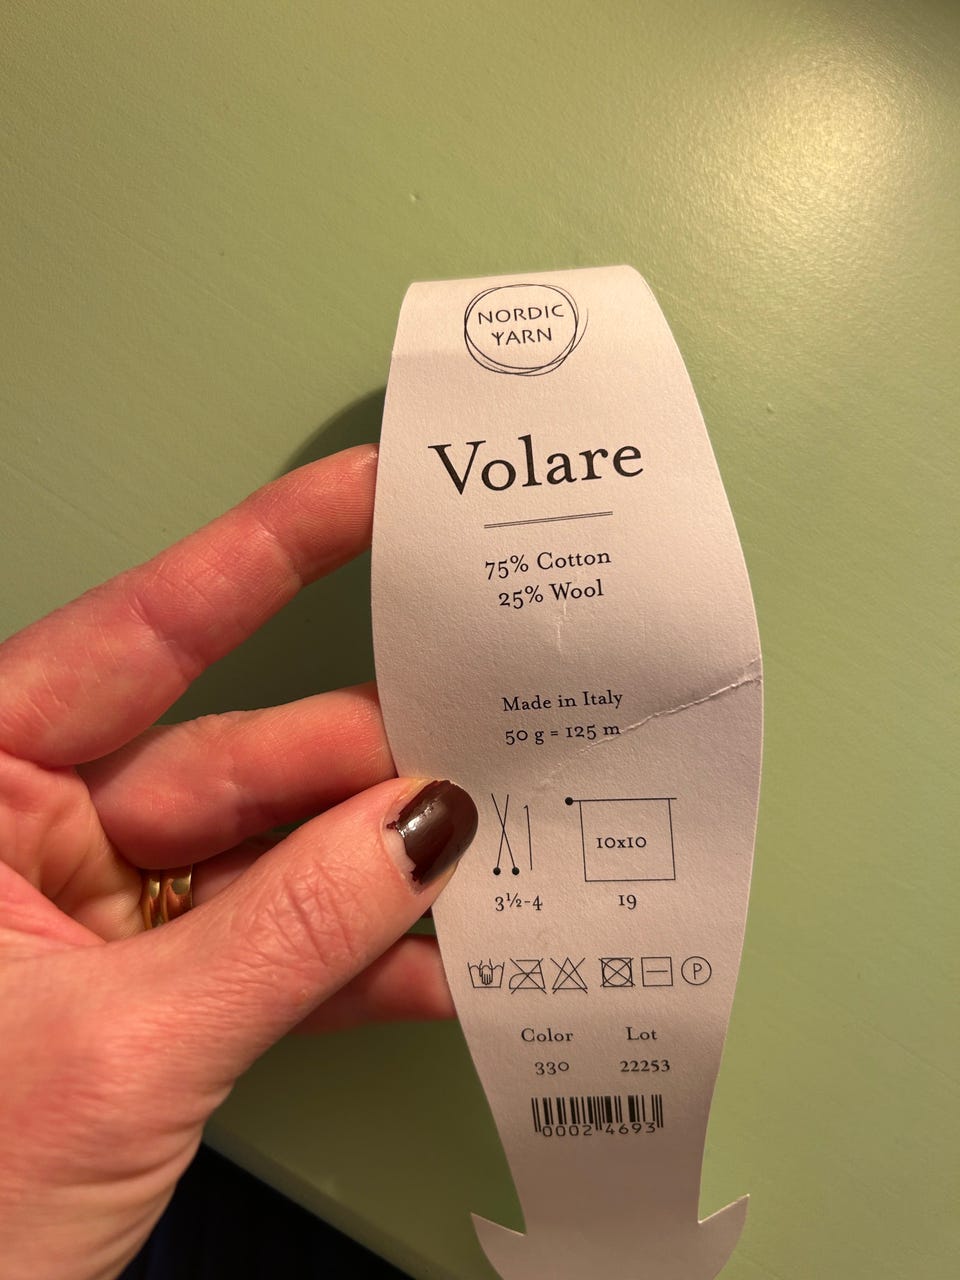 NORDIC
YARN
Volare
75% Cotton
25% Wool
Made in Italy
50 g = 125 m
10x10
3½-4 19
P
Color Lot
330 22253
0002 4693